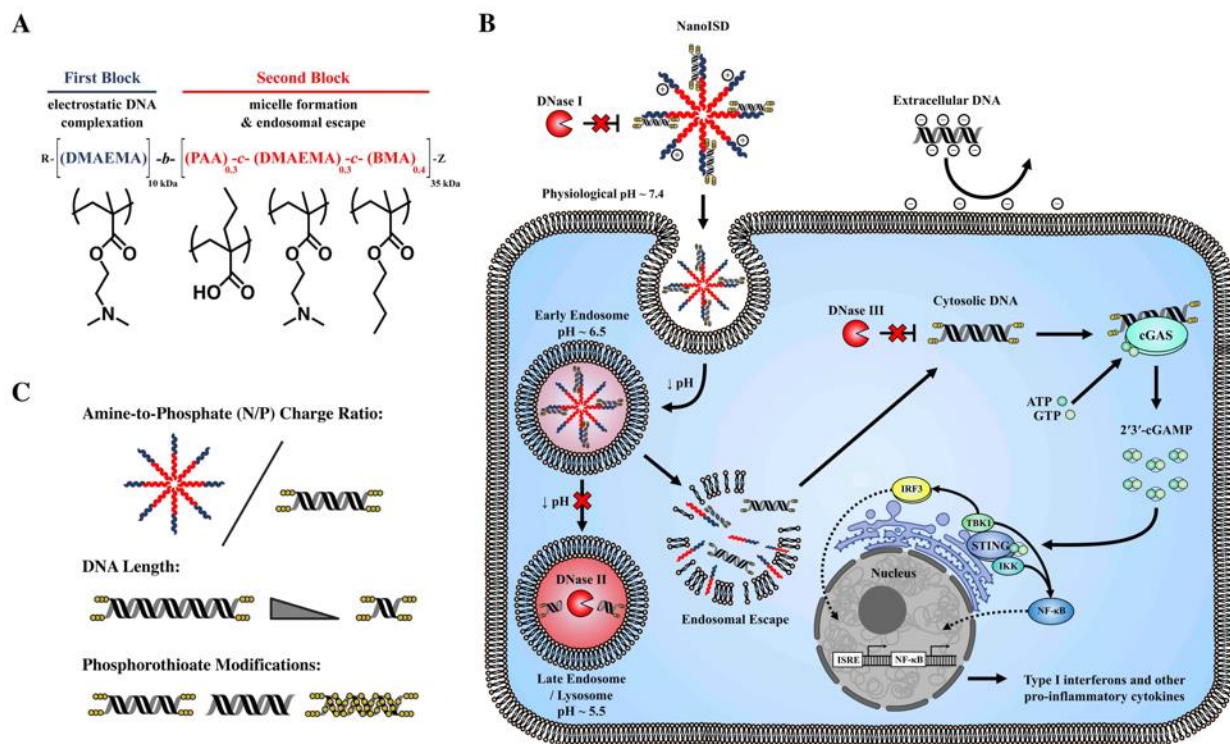 A
First Block
electrostatic DNA
complexation
Second Block
micelle formation
& endosomal escape
R-[(DMAEMA)]10 kDa -b- [(PAA)0.3 -c- (DMAEMA)0.3 -c- (BMA)0.4]35 kDa -Z
O
O
N
HO
O
O
O
N
O
O
B
NanoISD
DNase I
Extracellular DNA
Physiological pH ~ 7.4
Early Endosome
pH ~ 6.5
↓ pH
DNase III
Cytosolic DNA
cGAS
ATP
GTP
2′3′-cGAMP
↓ pH
DNase II
Late Endosome
/ Lysosome
pH ~ 5.5
Endosomal Escape
IRF3
TBK1
STING
IKK
NF-κB
Nucleus
ISRE
NF-κB
Type I interferons and other
pro-inflammatory cytokines
C
Amine-to-Phosphate (N/P) Charge Ratio:
DNA Length:
Phosphorothioate Modifications: